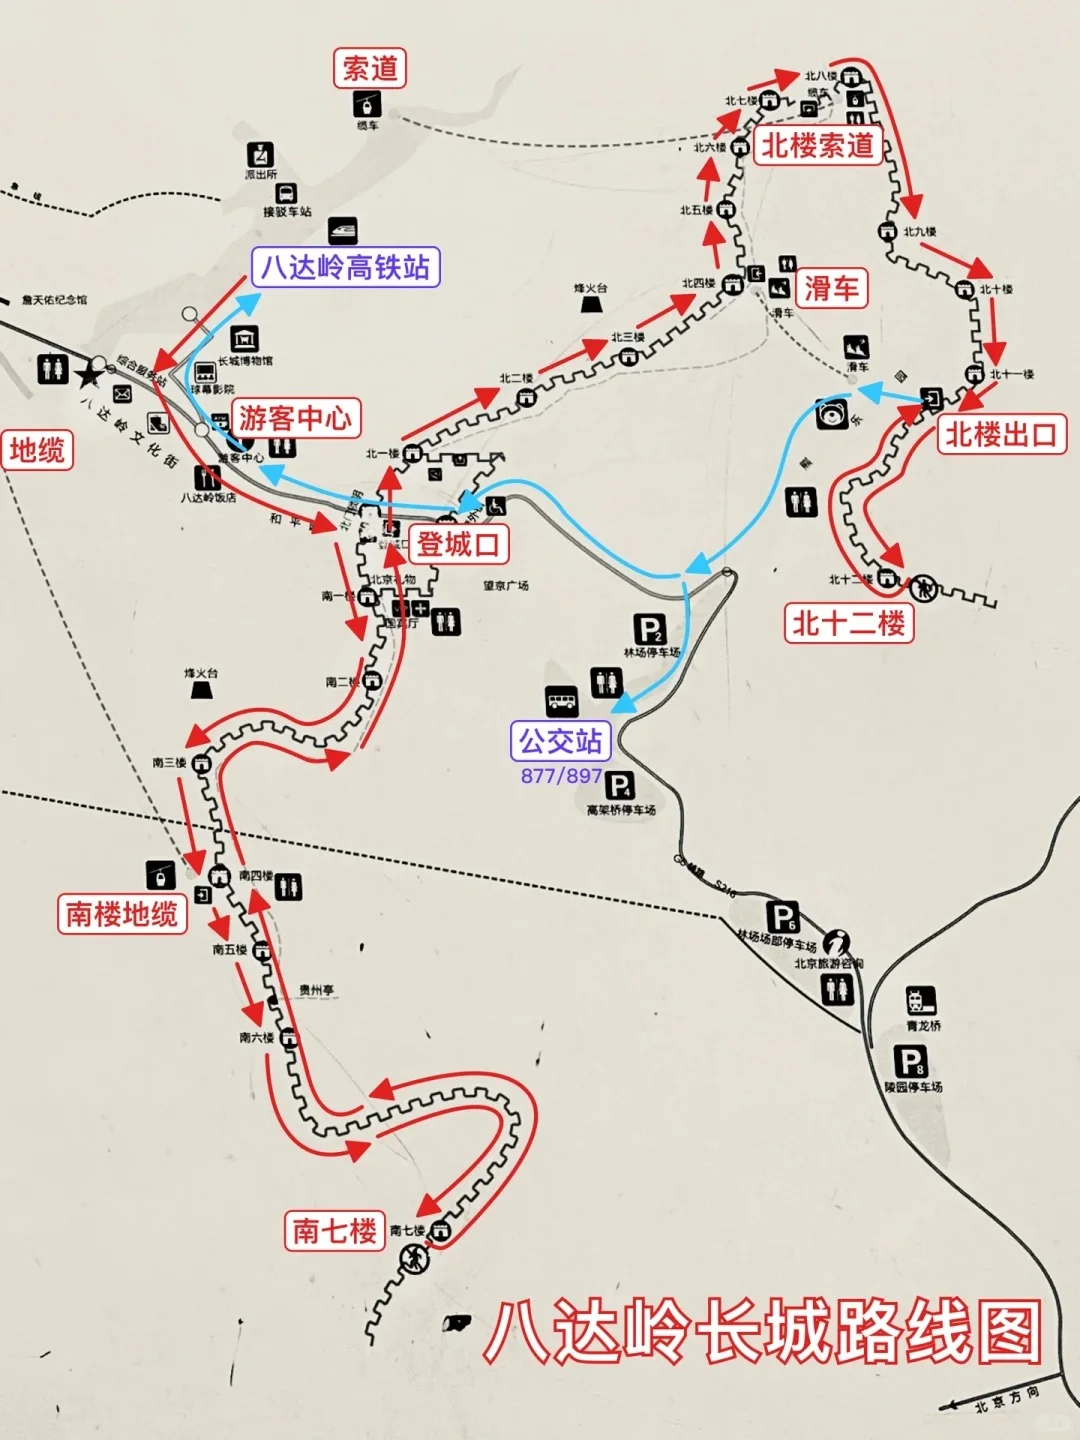 索道
缆车
北八楼
缆车
北七楼
北楼索道
北六楼
派出所
接驳车站
北五楼
北九楼
八达岭高铁站
北四楼
滑车
滑车
烽火台
北十楼
詹天佑纪念馆
北三楼
长城博物馆
滑车
综合服务站
球幕影院
北二楼
北十一楼
八达岭文化街
游客中心
游客中心
乐
园
熊
北楼出口
地缆
北一楼
八达岭饭店
登城口
北京礼物
望京广场
南一楼
北十二楼
北十二楼
P2
林场停车场
烽火台
南二楼
公交站
877/897
南三楼
P4
高架桥停车场
南四楼
南楼地缆
S216
P6
林场场部停车场
北京旅游咨询
南五楼
贵州亭
南六楼
青龙桥
P8
陵园停车场
南七楼
南七楼
八达岭长城路线图
北京方向